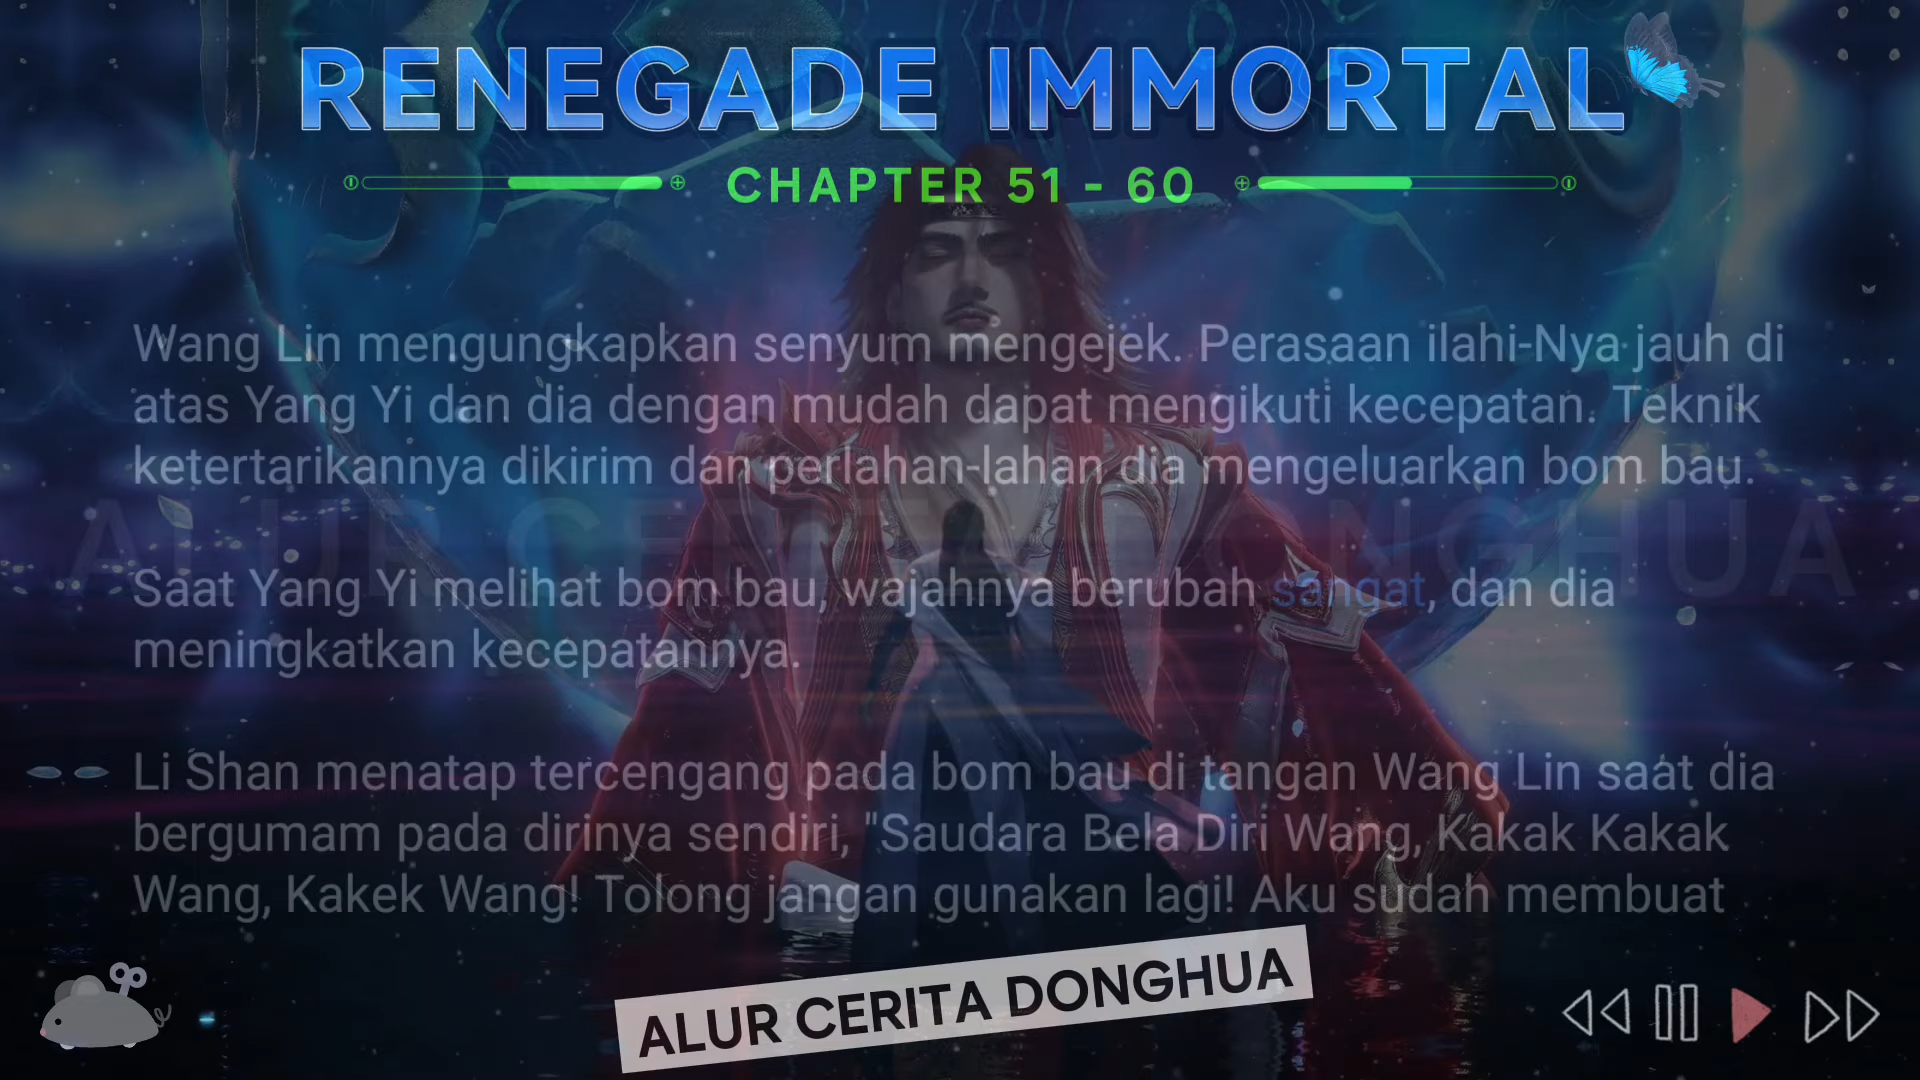 RENEGADE IMMORTAL
CHAPTER 51 - 60
Wang Lin mengungkapkan senyum mengejek. Perasaan ilahi-Nya jauh di
atas Yang Yi dan dia dengan mudah dapat mengikuti kecepatan. Teknik
ketertarikannya dikirim dan perlahan-lahan dia mengeluarkan bom bau.
ALUR CERITA DONGHUA
Saat Yang Yi melihat bom bau, wajahnya berubah sangat, dan dia
meningkatkan kecepatannya.
Li Shan menatap tercengang pada bom bau di tangan Wang Lin saat dia
bergumam pada dirinya sendiri, "Saudara Bela Diri Wang, Kakak Kakak
Wang, Kakek Wang! Tolong jangan gunakan lagi! Aku sudah membuat
ALUR CERITA DONGHUA